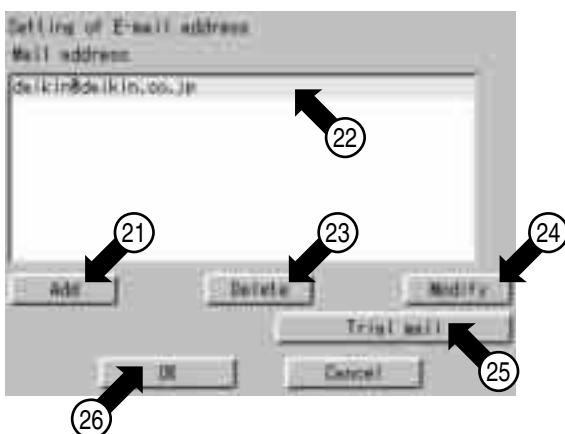 Setting of E-mail address
Mail address
daikin@daikin.co.jp
22
21
23
24
Add
Delete
Modify
Trial mail
25
OK
Cancel
26